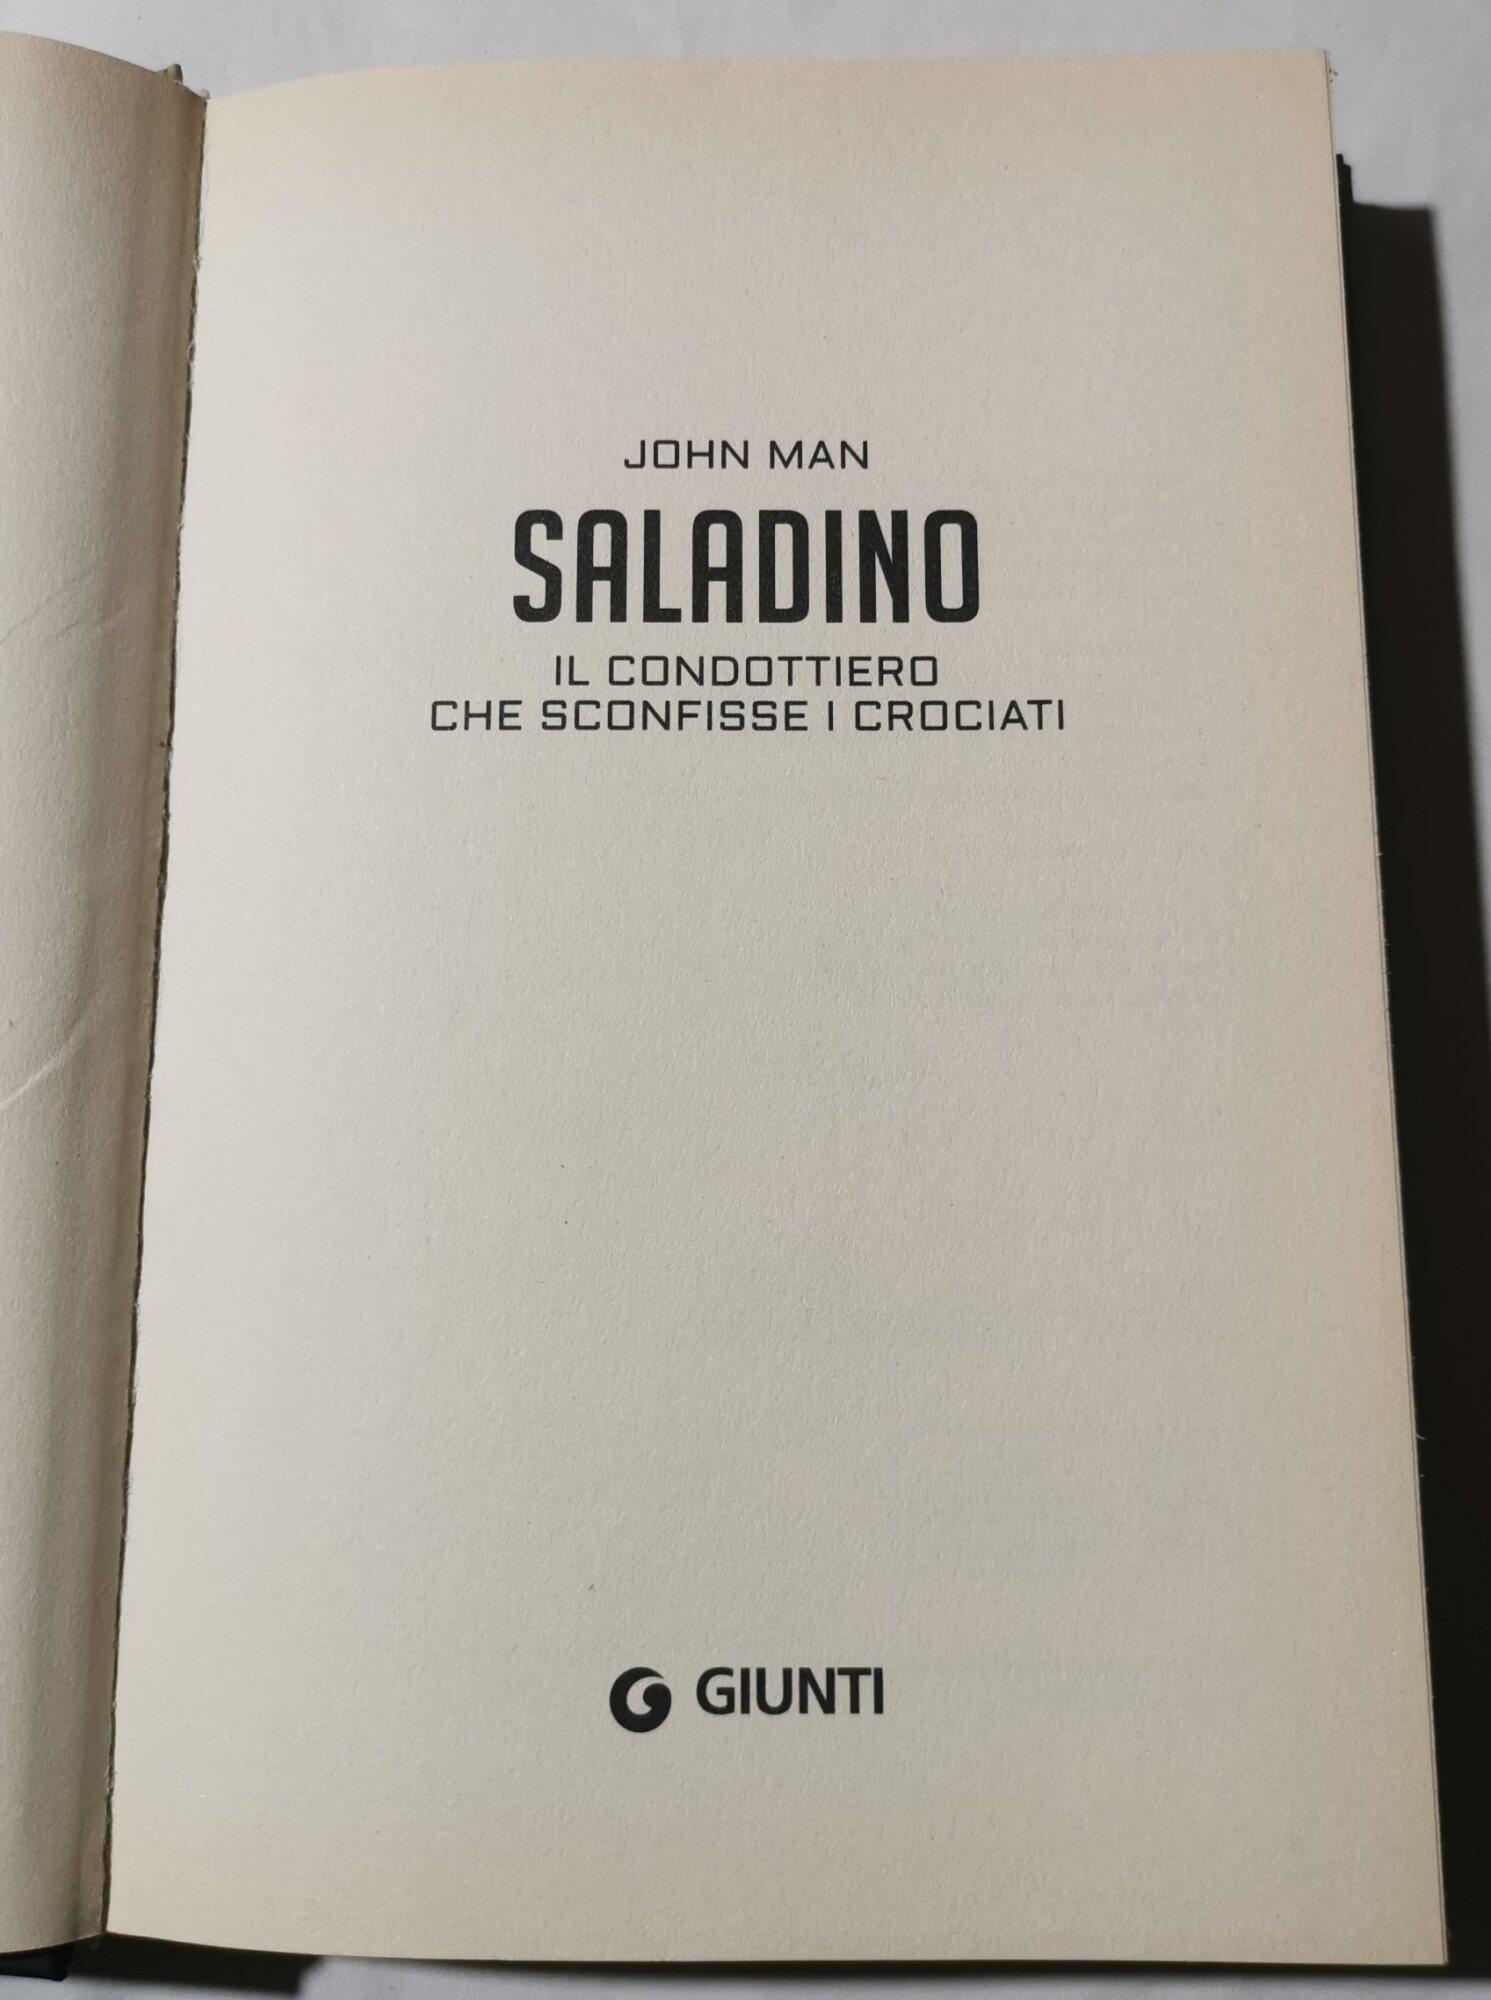 JOHN MAN
SALADINO
IL CONDOTTIERO
CHE SCONFISSE I CROCIATI
GIUNTI